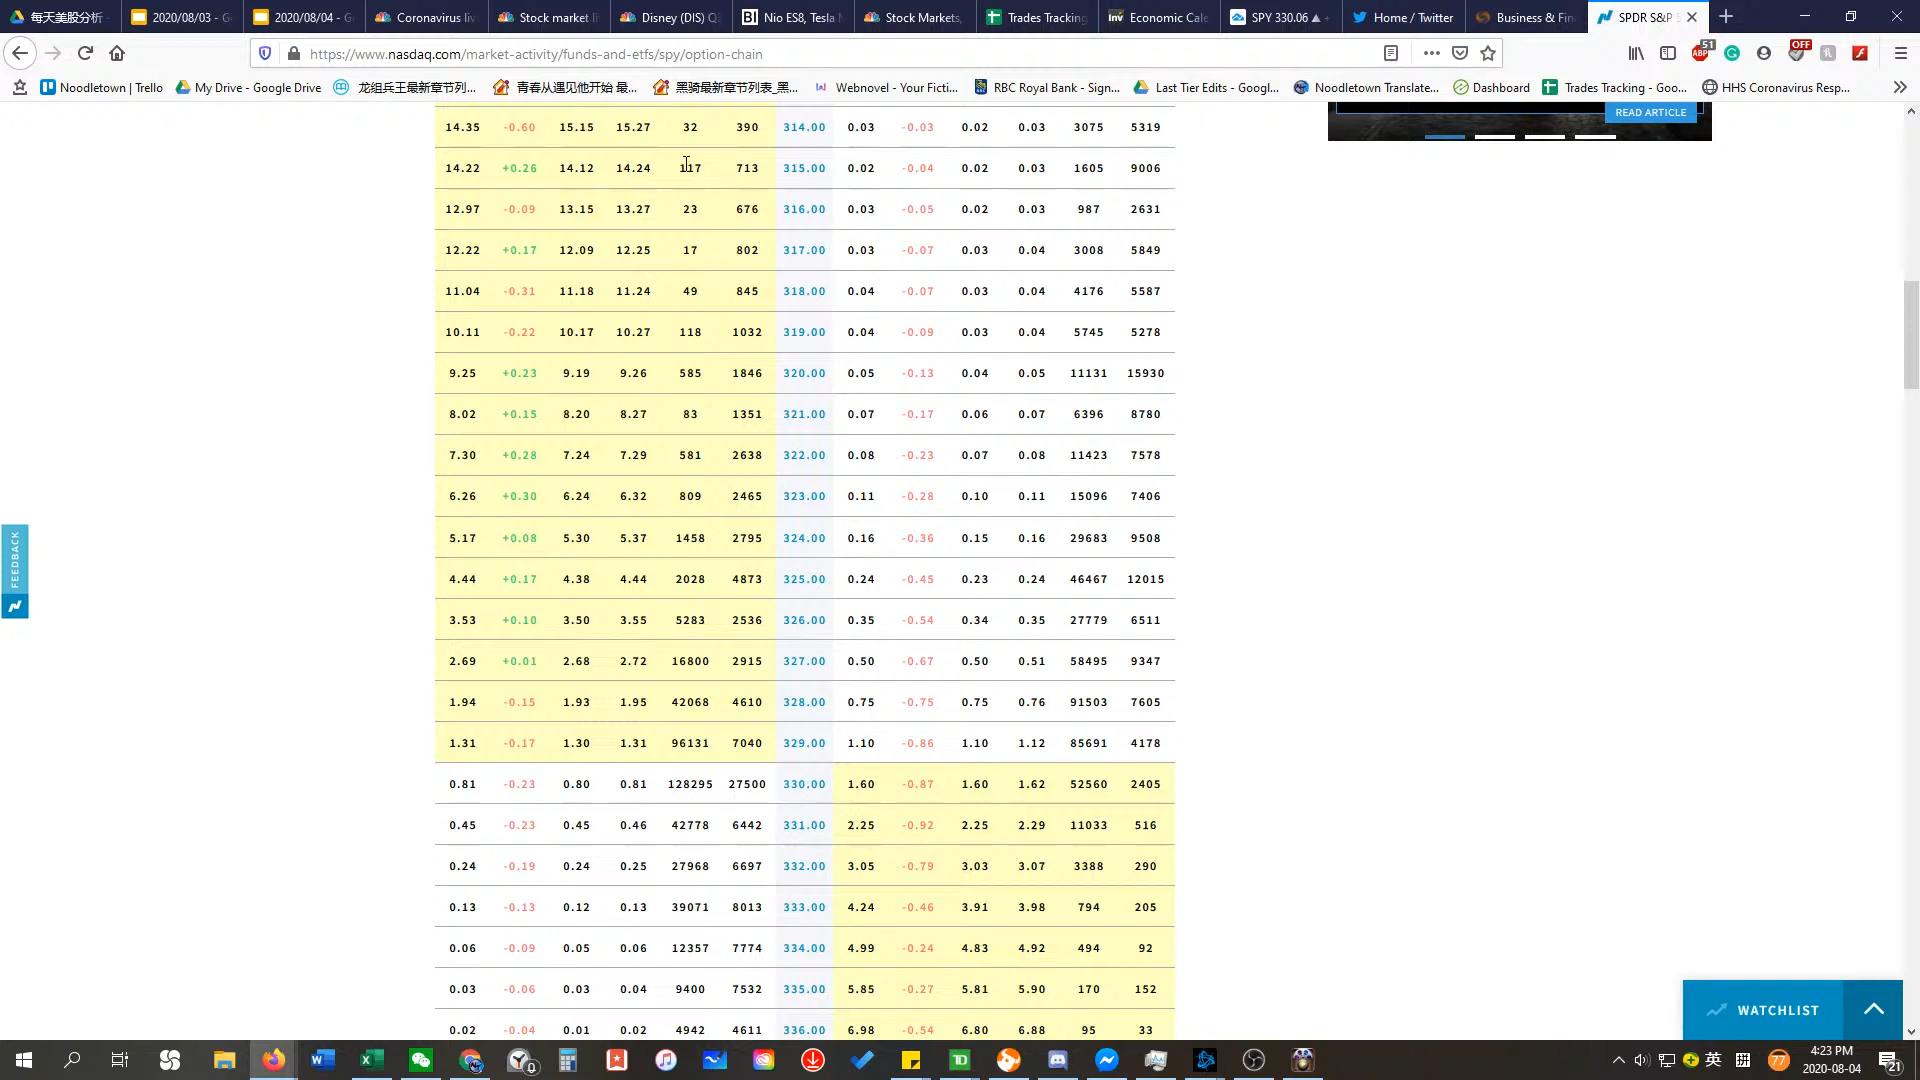 每天美股分析 -
2020/08/03 - G
2020/08/04 - G
Coronavirus liv
Stock market li
Disney (DIS) Q3
BI Nio ES8, Tesla M
Stock Markets,
Trades Tracking
Inv Economic Cale
SPY 330.06 ▲ +
Home / Twitter
Business & Fin
SPDR S&P 5
https://www.nasdaq.com/market-activity/funds-and-etfs/spy/option-chain
51
ABP
OFF
Noodletown | Trello
My Drive - Google Drive
龙组兵王最新章节列...
青春从遇见他开始 最...
黑骑最新章节列表_黑...
Webnovel - Your Ficti...
RBC Royal Bank - Sign...
Last Tier Edits - Googl...
Noodletown Translate...
Dashboard
Trades Tracking - Goo...
HHS Coronavirus Resp...
READ ARTICLE
14.35 -0.60 15.15 15.27 32 390 314.00 0.03 -0.03 0.02 0.03 3075 5319
14.22 +0.26 14.12 14.24 117 713 315.00 0.02 -0.04 0.02 0.03 1605 9006
12.97 -0.09 13.15 13.27 23 676 316.00 0.03 -0.05 0.02 0.03 987 2631
12.22 +0.17 12.09 12.25 17 802 317.00 0.03 -0.07 0.03 0.04 3008 5849
11.04 -0.31 11.18 11.24 49 845 318.00 0.04 -0.07 0.03 0.04 4176 5587
10.11 -0.22 10.17 10.27 118 1032 319.00 0.04 -0.09 0.03 0.04 5745 5278
9.25 +0.23 9.19 9.26 585 1846 320.00 0.05 -0.13 0.04 0.05 11131 15930
8.02 +0.15 8.20 8.27 83 1351 321.00 0.07 -0.17 0.06 0.07 6396 8780
7.30 +0.28 7.24 7.29 581 2638 322.00 0.08 -0.23 0.07 0.08 11423 7578
6.26 +0.30 6.24 6.32 809 2465 323.00 0.11 -0.28 0.10 0.11 15096 7406
5.17 +0.08 5.30 5.37 1458 2795 324.00 0.16 -0.36 0.15 0.16 29683 9508
4.44 +0.17 4.38 4.44 2028 4873 325.00 0.24 -0.45 0.23 0.24 46467 12015
3.53 +0.10 3.50 3.55 5283 2536 326.00 0.35 -0.54 0.34 0.35 27779 6511
2.69 +0.01 2.68 2.72 16800 2915 327.00 0.50 -0.67 0.50 0.51 58495 9347
1.94 -0.15 1.93 1.95 42068 4610 328.00 0.75 -0.75 0.75 0.76 91503 7605
1.31 -0.17 1.30 1.31 96131 7040 329.00 1.10 -0.86 1.10 1.12 85691 4178
0.81 -0.23 0.80 0.81 128295 27500 330.00 1.60 -0.87 1.60 1.62 52560 2405
0.45 -0.23 0.45 0.46 42778 6442 331.00 2.25 -0.92 2.25 2.29 11033 516
0.24 -0.19 0.24 0.25 27968 6697 332.00 3.05 -0.79 3.03 3.07 3388 290
0.13 -0.13 0.12 0.13 39071 8013 333.00 4.24 -0.46 3.91 3.98 794 205
0.06 -0.09 0.05 0.06 12357 7774 334.00 4.99 -0.24 4.83 4.92 494 92
0.03 -0.06 0.03 0.04 9400 7532 335.00 5.85 -0.27 5.81 5.90 170 152
0.02 -0.04 0.01 0.02 4942 4611 336.00 6.98 -0.54 6.80 6.88 95 33
FEEDBACK
WATCHLIST
英
拼
77
4:23 PM
2020-08-04
21